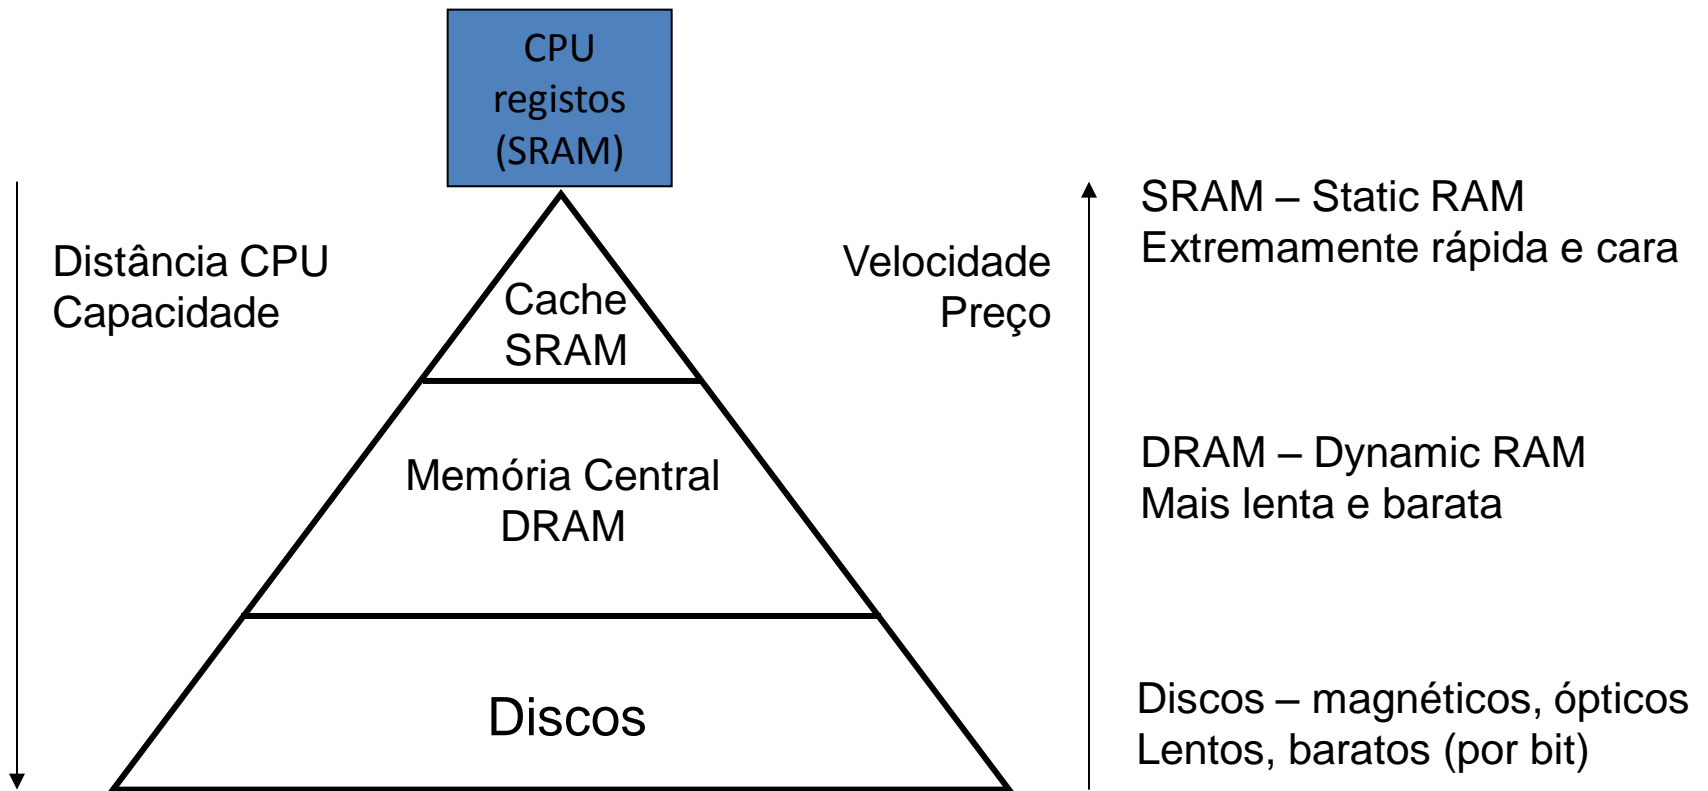 CPU
registos
(SRAM)
Distância CPU
Capacidade
Cache
SRAM
Velocidade
Preço
SRAM – Static RAM
Extremamente rápida e cara
Memória Central
DRAM
DRAM – Dynamic RAM
Mais lenta e barata
Discos
Discos – magnéticos, ópticos
Lentos, baratos (por bit)